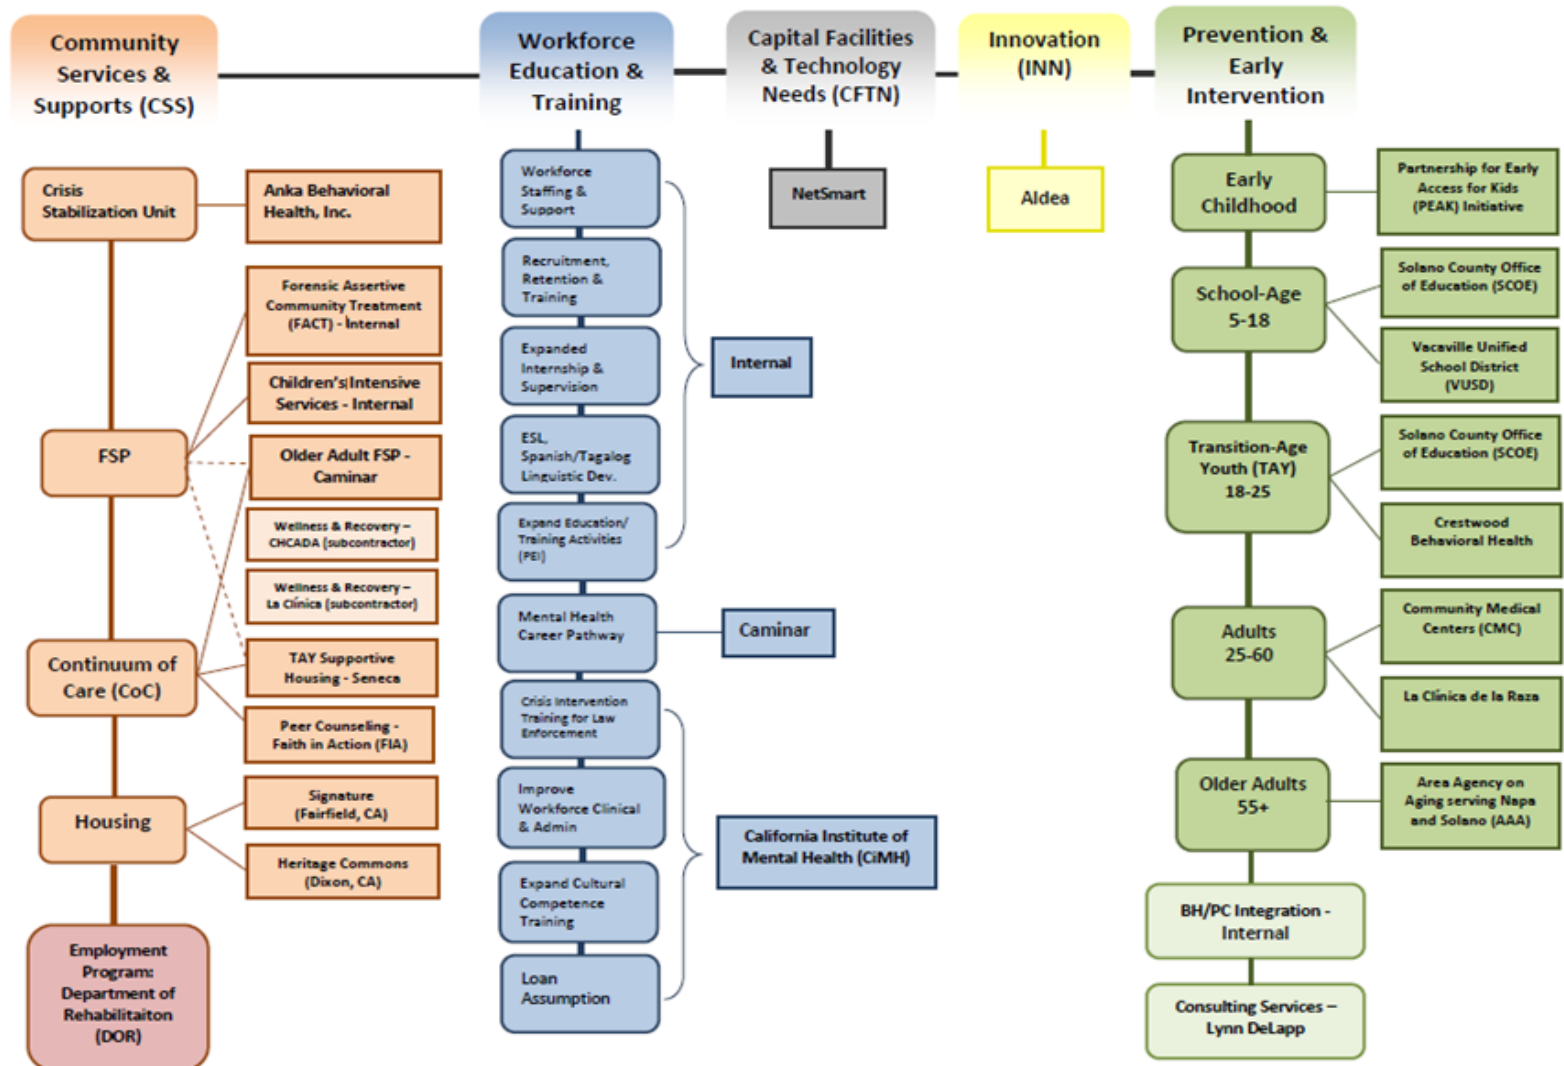 Community
Services &
Supports (CSS)
Workforce
Education &
Training
Capital Facilities
& Technology
Needs (CFTN)
Innovation
(INN)
Prevention &
Early
Intervention
Crisis
Stabilization Unit
Anka Behavioral
Health, Inc.
Forensic Assertive
Community Treatment
(FACT) - Internal
Children's Intensive
Services - Internal
FSP
Older Adult FSP -
Caminar
Wellness & Recovery –
CHCADA (subcontractor)
Wellness & Recovery –
La Clínica (subcontractor)
Continuum of
Care (CoC)
TAY Supportive
Housing - Seneca
Peer Counseling -
Faith in Action (FIA)
Housing
Signature
(Fairfield, CA)
Heritage Commons
(Dixon, CA)
Employment
Program:
Department of
Rehabilitaiton
(DOR)
Workforce
Staffing &
Support
Recruitment,
Retention &
Training
Expanded
Internship &
Supervision
ESL,
Spanish/Tagalog
Linguistic Dev.
Expand Education/
Training Activities
(PEI)
Internal
Mental Health
Career Pathway
Caminar
Crisis Intervention
Training for Law
Enforcement
Improve
Workforce Clinical
& Admin
Expand Cultural
Competence
Training
Loan
Assumption
California Institute of
Mental Health (CiMH)
NetSmart
Aldea
Early
Childhood
Partnership for Early
Access for Kids
(PEAK) Initiative
School-Age
5-18
Solano County Office
of Education (SCOE)
Vacaville Unified
School District
(VUSD)
Transition-Age
Youth (TAY)
18-25
Solano County Office
of Education (SCOE)
Crestwood
Behavioral Health
Adults
25-60
Community Medical
Centers (CMC)
La Clínica de la Raza
Older Adults
55+
Area Agency on
Aging serving Napa
and Solano (AAA)
BH/PC Integration -
Internal
Consulting Services –
Lynn DeLapp